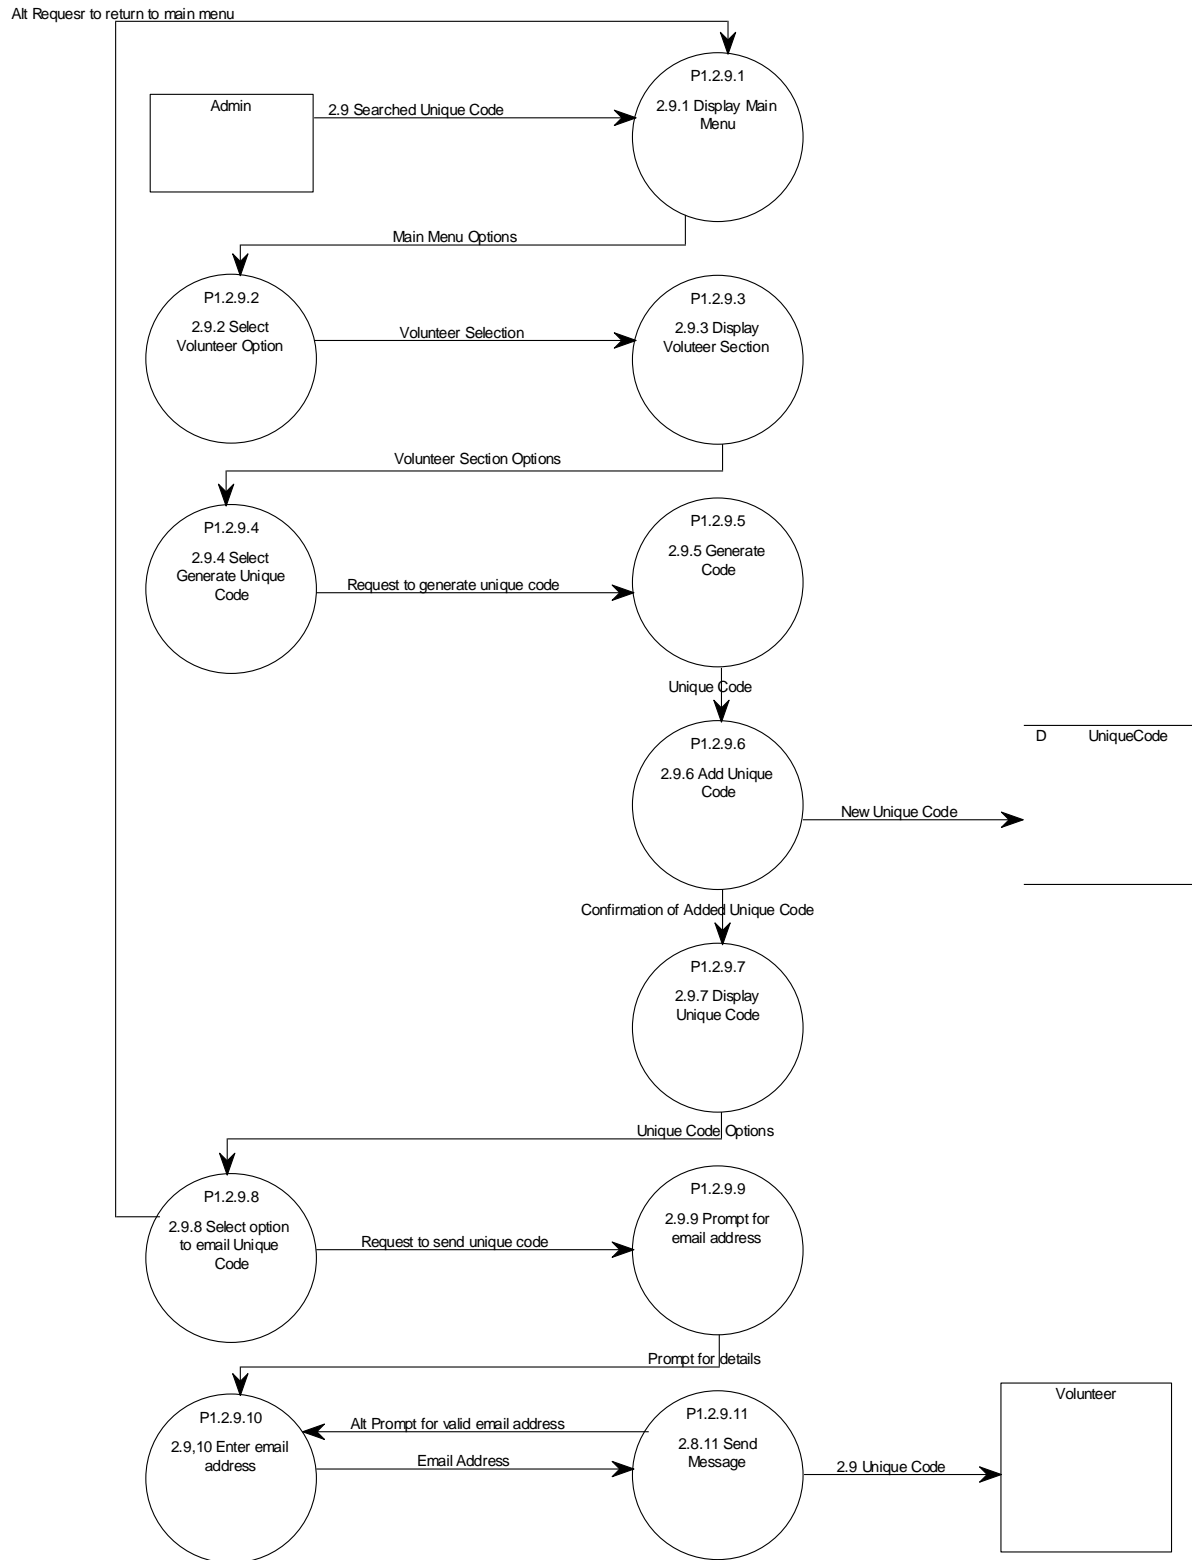 Alt Requesr to return to main menu
P1.2.9.1
2.9.1 Display Main
Menu
Admin
2.9 Searched Unique Code
Main Menu Options
P1.2.9.2
2.9.2 Select
Volunteer Option
Volunteer Selection
P1.2.9.3
2.9.3 Display
Voluteer Section
Volunteer Section Options
P1.2.9.4
2.9.4 Select
Generate Unique
Code
Request to generate unique code
P1.2.9.5
2.9.5 Generate
Code
Unique Code
P1.2.9.6
2.9.6 Add Unique
Code
New Unique Code
D UniqueCode
Confirmation of Added Unique Code
P1.2.9.7
2.9.7 Display
Unique Code
Unique Code Options
P1.2.9.8
2.9.8 Select option
to email Unique
Code
Request to send unique code
P1.2.9.9
2.9.9 Prompt for
email address
Prompt for details
P1.2.9.10
2.9,10 Enter email
address
Alt Prompt for valid email address
Email Address
P1.2.9.11
2.8.11 Send
Message
2.9 Unique Code
Volunteer